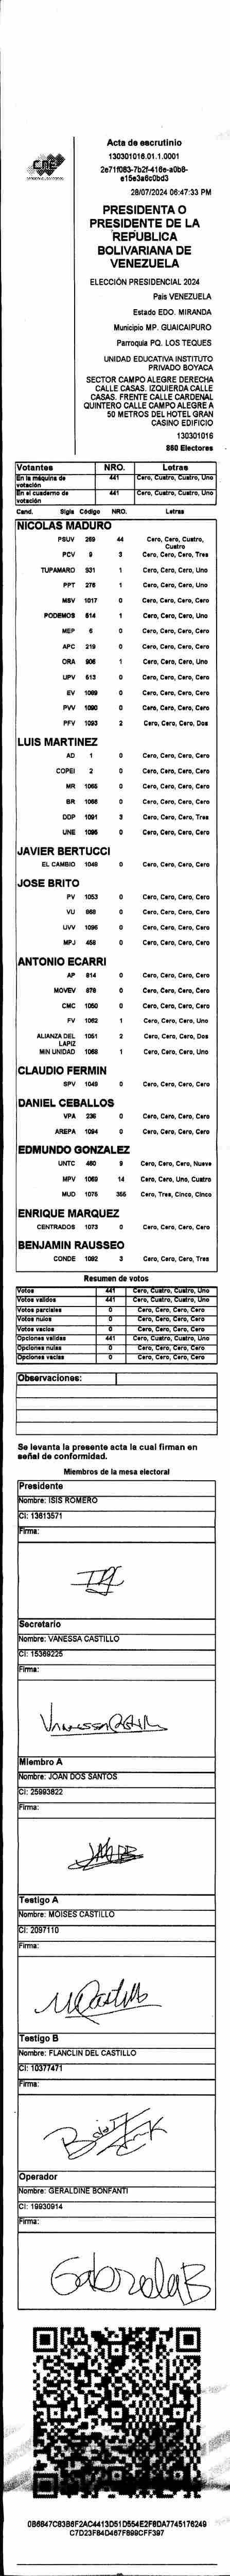 CNE
Acta de escrutinio
130301016.01.1.0001
28/07/2024 06:47:33 PM
PRESIDENTA O
PRESIDENTE DE LA
REPÚBLICA
BOLIVARIANA DE
VENEZUELA
ELECCIÓN PRESIDENCIAL 2024
País VENEZUELA
Estado EDO. MIRANDA
Municipio MP. GUAICAIPURO
Parroquia PQ. LOS TEQUES
UNIDAD EDUCATIVA INSTITUTO
PRIVADO BOYACA
SECTOR CAMPO ALEGRE DERECHA
CALLE CASAS. IZQUIERDA CALLE
CASAS. FRENTE CALLE CARDENAL
QUINTERO CALLE CAMPO ALEGRE A
50 METROS DEL HOTEL GRAN
CASINO EDIFICIO
130301016
850 Electores
Votantes NRO. Letras
En la máquina de votación 441 Cero, Cuatro, Cuatro, Uno
En el cuaderno de votación 441 Cero, Cuatro, Cuatro, Uno
Cand. Sigla Código NRO. Letras
NICOLAS MADURO
PSUV 269 44 Cero, Cero, Cuatro, Cuatro
PCV 9 3 Cero, Cero, Cero, Tres
TUPAMARO 931 1 Cero, Cero, Cero, Uno
PPT 276 1 Cero, Cero, Cero, Uno
MSV 1017 0 Cero, Cero, Cero, Cero
PODEMOS 614 1 Cero, Cero, Cero, Uno
MEP 6 0 Cero, Cero, Cero, Cero
APC 219 0 Cero, Cero, Cero, Cero
ORA 906 1 Cero, Cero, Cero, Uno
UPV 513 0 Cero, Cero, Cero, Cero
EV 1089 0 Cero, Cero, Cero, Cero
PVV 1090 0 Cero, Cero, Cero, Cero
PFV 1093 2 Cero, Cero, Cero, Dos
LUIS MARTINEZ
AD 1 0 Cero, Cero, Cero, Cero
COPEI 2 0 Cero, Cero, Cero, Cero
MR 1065 0 Cero, Cero, Cero, Cero
BR 1066 0 Cero, Cero, Cero, Cero
DDP 1091 3 Cero, Cero, Cero, Tres
UNE 1096 0 Cero, Cero, Cero, Cero
JAVIER BERTUCCI
EL CAMBIO 1048 0 Cero, Cero, Cero, Cero
JOSE BRITO
PV 1053 0 Cero, Cero, Cero, Cero
VU 868 0 Cero, Cero, Cero, Cero
UVV 1095 0 Cero, Cero, Cero, Cero
MPJ 458 0 Cero, Cero, Cero, Cero
ANTONIO ECARRI
AP 814 0 Cero, Cero, Cero, Cero
MOVEV 878 0 Cero, Cero, Cero, Cero
CMC 1050 0 Cero, Cero, Cero, Cero
FV 1062 1 Cero, Cero, Cero, Uno
ALIANZA DEL LAPIZ 1051 2 Cero, Cero, Cero, Dos
MIN UNIDAD 1068 1 Cero, Cero, Cero, Uno
CLAUDIO FERMIN
SPV 1049 0 Cero, Cero, Cero, Cero
DANIEL CEBALLOS
VPA 236 0 Cero, Cero, Cero, Cero
AREPA 1094 0 Cero, Cero, Cero, Cero
EDMUNDO GONZALEZ
UNTC 460 9 Cero, Cero, Cero, Nueve
MPV 1069 14 Cero, Cero, Uno, Cuatro
MUD 1075 355 Cero, Tres, Cinco, Cinco
ENRIQUE MARQUEZ
CENTRADOS 1073 0 Cero, Cero, Cero, Cero
BENJAMIN RAUSSEO
CONDE 1092 3 Cero, Cero, Cero, Tres
Resumen de votos
Votos 441 Cero, Cuatro, Cuatro, Uno
Votos validos 441 Cero, Cuatro, Cuatro, Uno
Votos parciales 0 Cero, Cero, Cero, Cero
Votos nulos 0 Cero, Cero, Cero, Cero
Votos vacios 0 Cero, Cero, Cero, Cero
Opciones validas 441 Cero, Cuatro, Cuatro, Uno
Opciones nulas 0 Cero, Cero, Cero, Cero
Opciones vacias 0 Cero, Cero, Cero, Cero
Observaciones:
Se levanta la presente acta la cual firman en
señal de conformidad.
Miembros de la mesa electoral
Presidente
Nombre: ISIS ROMERO
CI: 13613571
Firma:
Secretario
Nombre: VANESSA CASTILLO
CI: 15369225
Firma:
Miembro A
Nombre: JOAN DOS SANTOS
CI: 25993822
Firma:
Testigo A
Nombre: MOISES CASTILLO
CI: 2097110
Firma:
MCastillo
Testigo B
Nombre: FLANCLIN DEL CASTILLO
CI: 10377471
Firma:
Operador
Nombre: GERALDINE BONFANTI
CI: 19930914
Firma:
GabrielaB